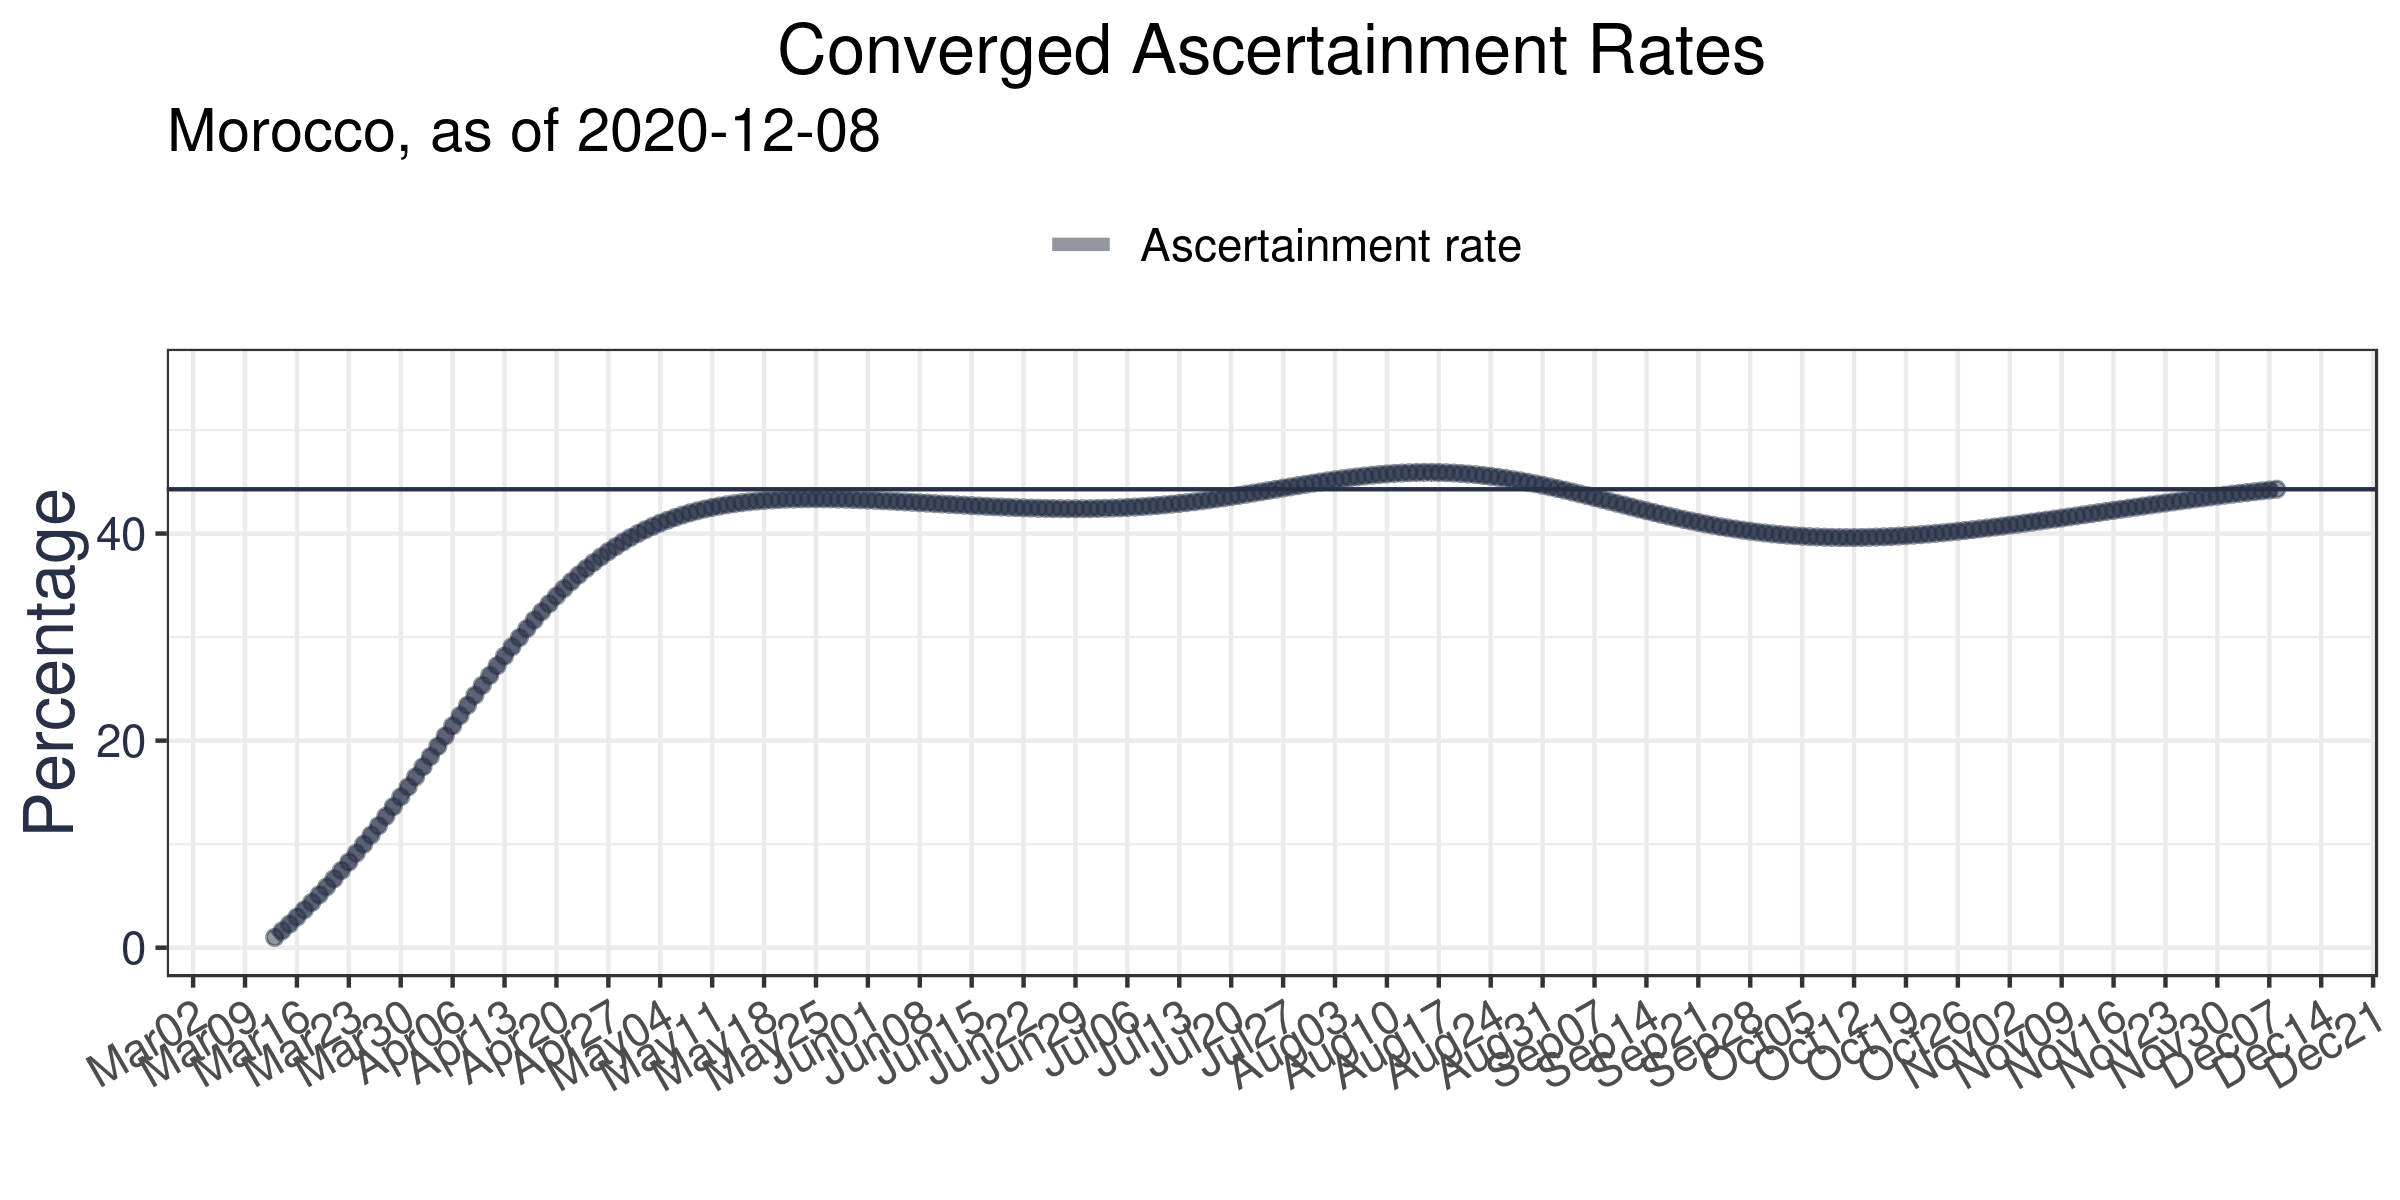 Converged Ascertainment Rates
Morocco, as of 2020-12-08
Ascertainment rate
Percentage
40
20
0
Mar02
Mar09
Mar16
Mar23
Mar30
Apr06
Apr13
Apr20
Apr27
May04
May11
May18
May25
Jun01
Jun08
Jun15
Jun22
Jun29
Jul06
Jul13
Jul20
Jul27
Aug03
Aug10
Aug17
Aug24
Aug31
Sep07
Sep14
Sep21
Sep28
Oct05
Oct12
Oct19
Oct26
Nov02
Nov09
Nov16
Nov23
Nov30
Dec07
Dec14
Dec21